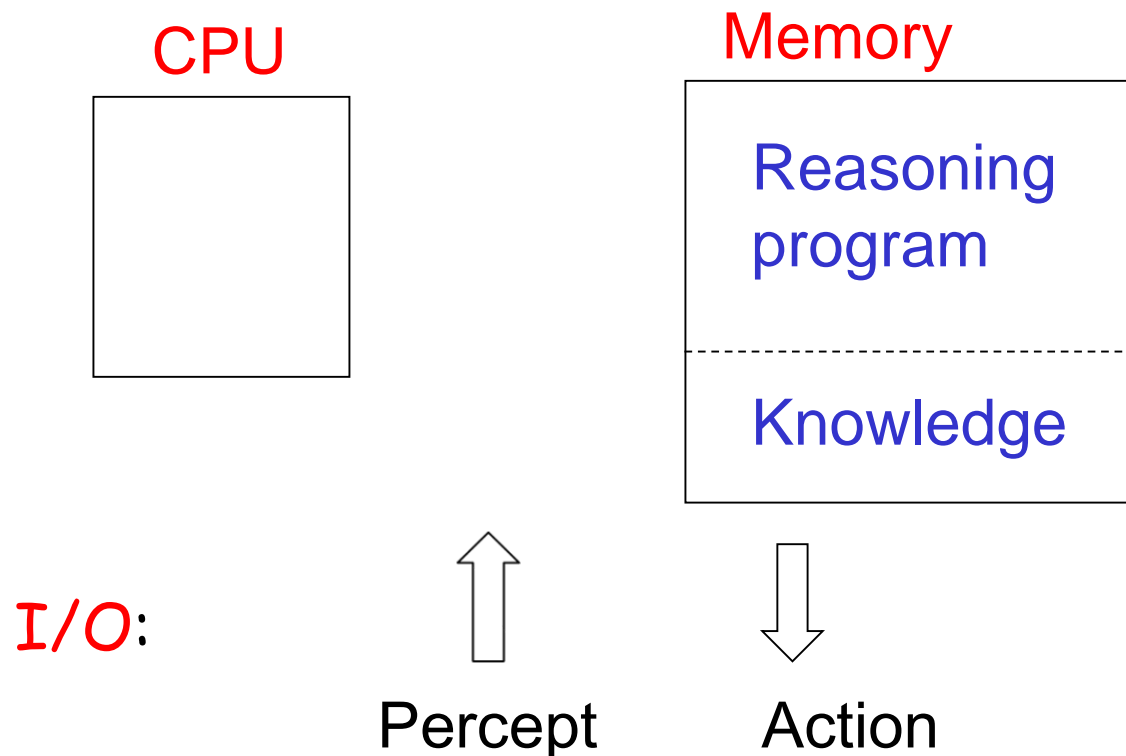 CPU
Memory
Reasoning
program
Knowledge
I/O:
Percept
Action